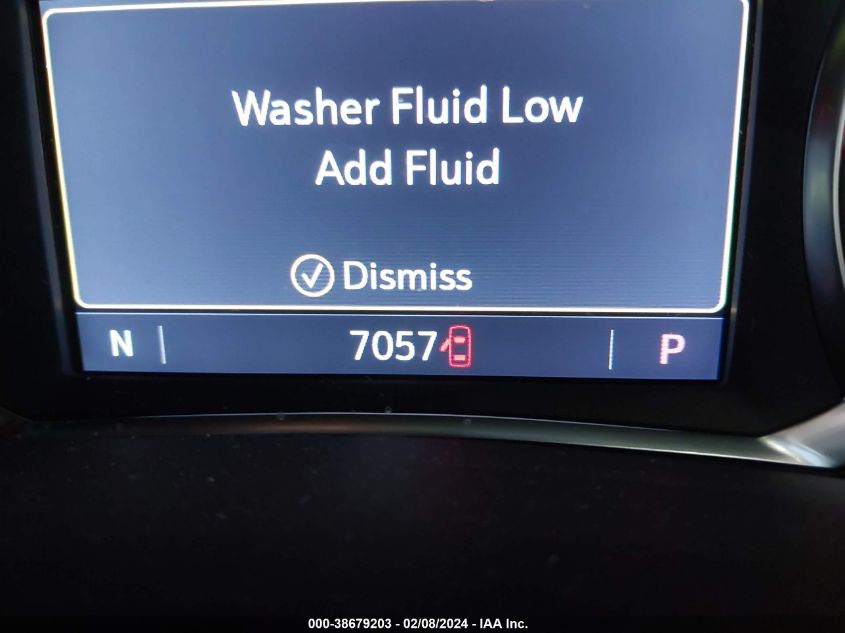 Washer Fluid Low
Add Fluid
Dismiss
N 7057 P
000-38679203 - 02/08/2024 - IAA Inc.